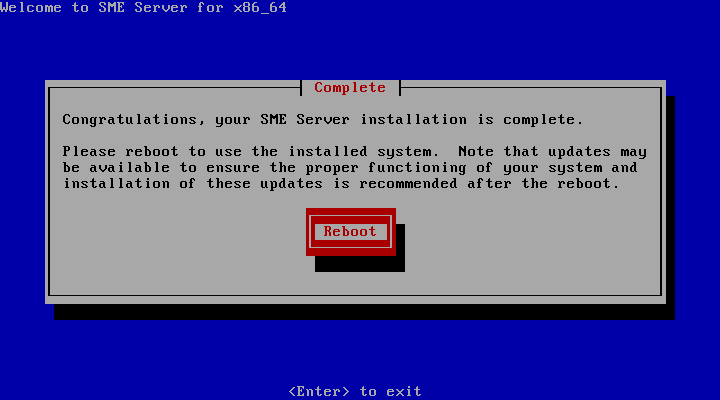 Welcome to SME Server for x86_64
Complete
Congratulations, your SME Server installation is complete.
Please reboot to use the installed system.  Note that updates may
be available to ensure the proper functioning of your system and
installation of these updates is recommended after the reboot.
Reboot
<Enter> to exit